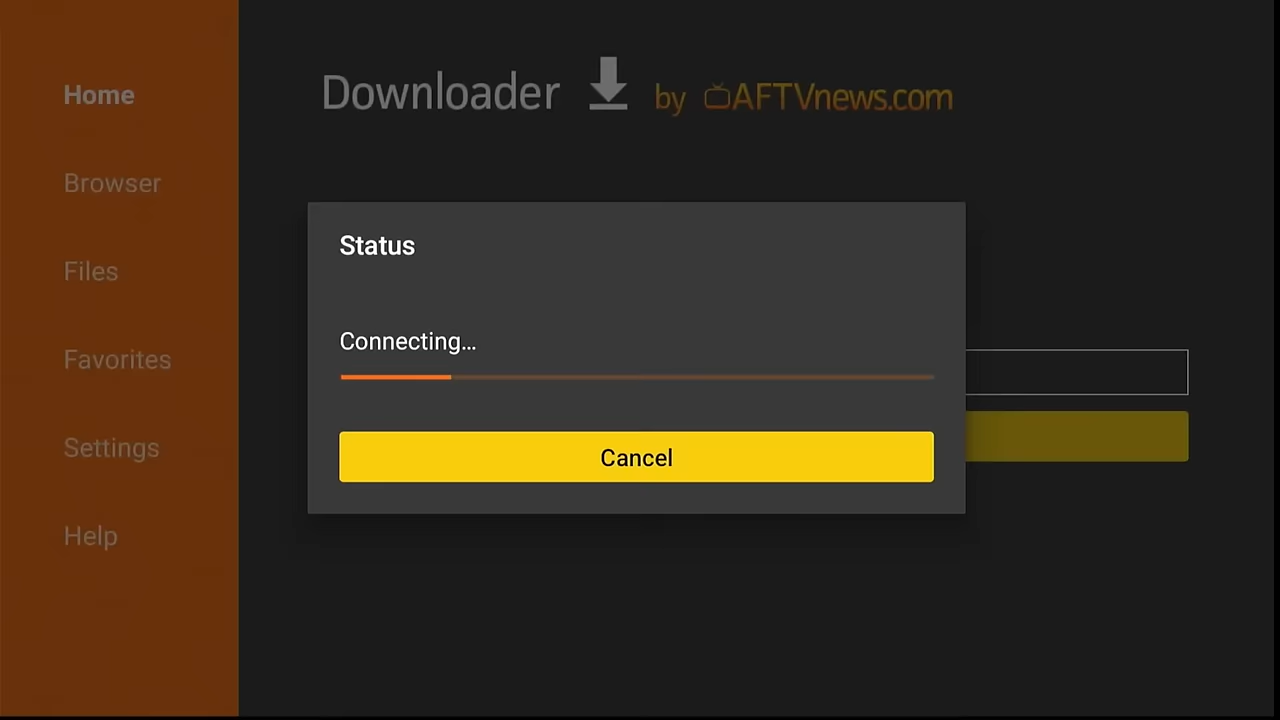 Home
Browser
Files
Favorites
Settings
Help
Downloader by AFTVnews.com
Status
Connecting…
Cancel